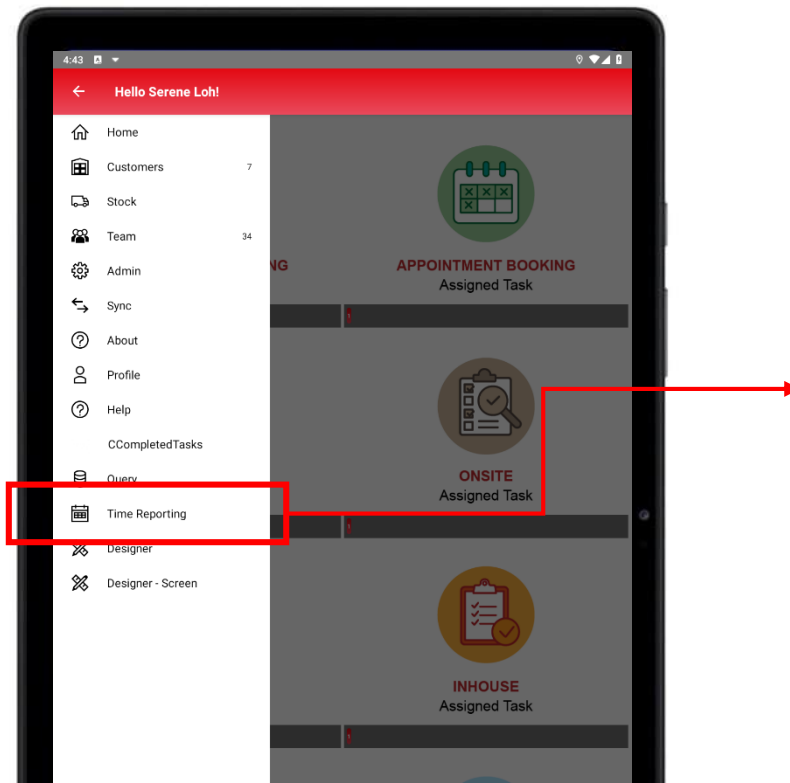 4:43
Hello Serene Loh!
Home
Customers 7
Stock
Team 34
Admin
Sync
About
Profile
Help
CCompletedTasks
Query
Time Reporting
Designer
Designer - Screen
NG
APPOINTMENT BOOKING
Assigned Task
ONSITE
Assigned Task
INHOUSE
Assigned Task